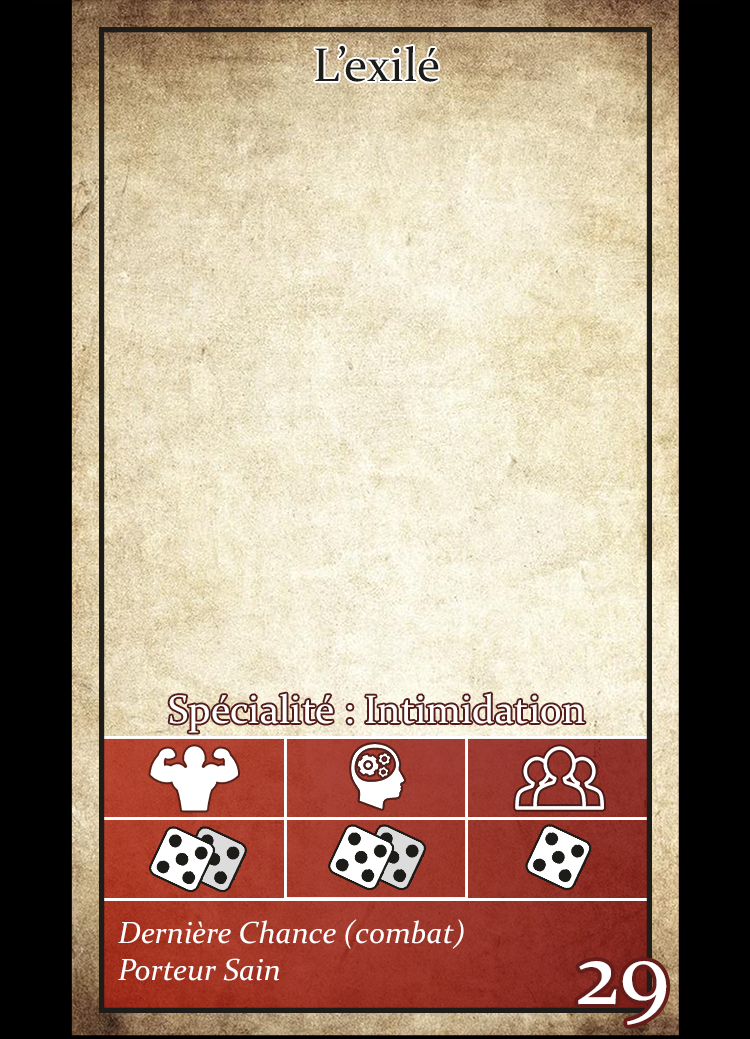 L’exilé
Spécialité : Intimidation
Dernière Chance (combat)
Porteur Sain
29